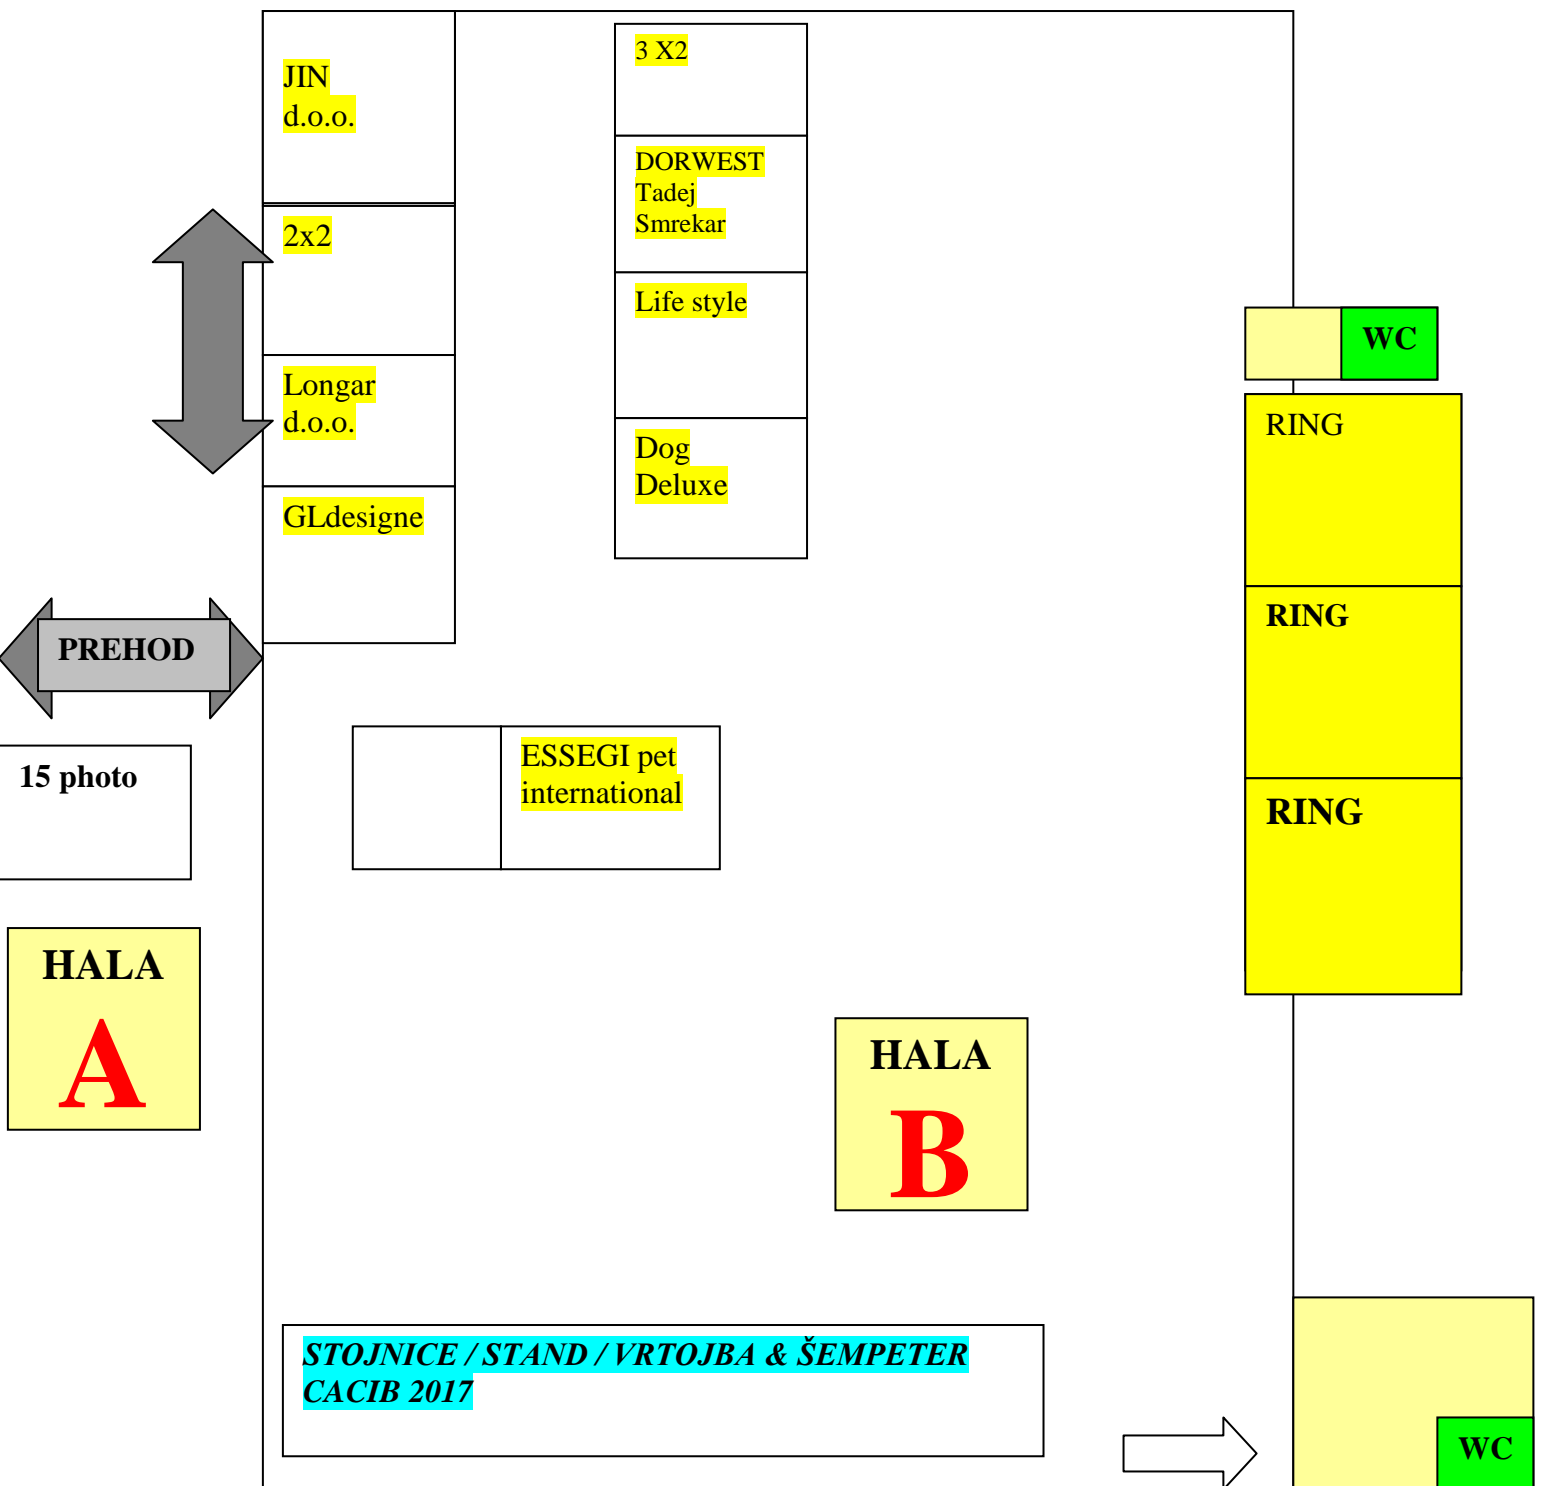 JIN
d.o.o.
2x2
Longar
d.o.o.
GLdesigne
3 X2
DORWEST
Tadej
Smrekar
Life style
Dog
Deluxe
WC
RING
RING
RING
PREHOD
15 photo
ESSEGI pet
international
HALA
A
HALA
B
STOJNICE / STAND / VRTOJBA & ŠEMPETER
CACIB 2017
WC